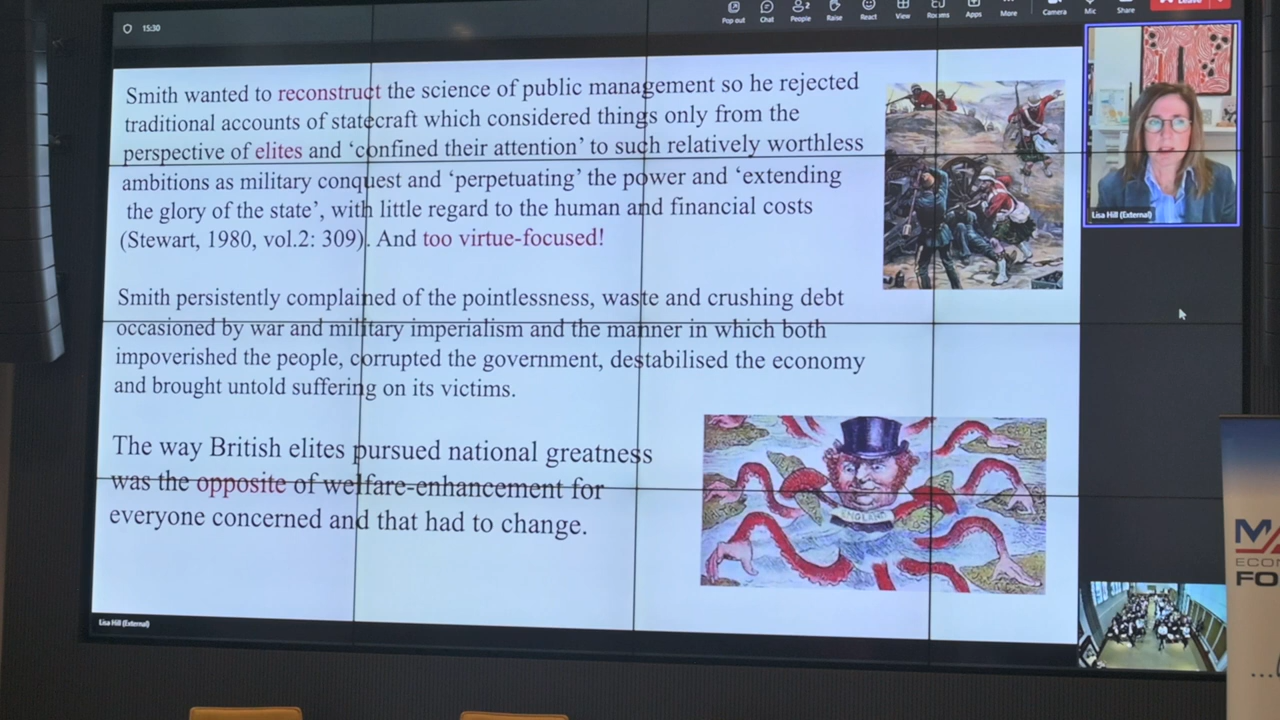 15:30
Pop out
Chat
People
2
Raise
React
View
Rooms
Apps
More
Camera
Mic
Share
Leave
Smith wanted to reconstruct the science of public management so he rejected
traditional accounts of statecraft which considered things only from the
perspective of elites and ‘confined their attention’ to such relatively worthless
ambitions as military conquest and ‘perpetuating’ the power and ‘extending
the glory of the state’, with little regard to the human and financial costs
(Stewart, 1980, vol.2: 309). And too virtue-focused!
Smith persistently complained of the pointlessness, waste and crushing debt
occasioned by war and military imperialism and the manner in which both
impoverished the people, corrupted the government, destabilised the economy
and brought untold suffering on its victims.
The way British elites pursued national greatness
was the opposite of welfare-enhancement for
everyone concerned and that had to change.
ENGLAND
Lisa Hill (External)
Lisa Hill (External)